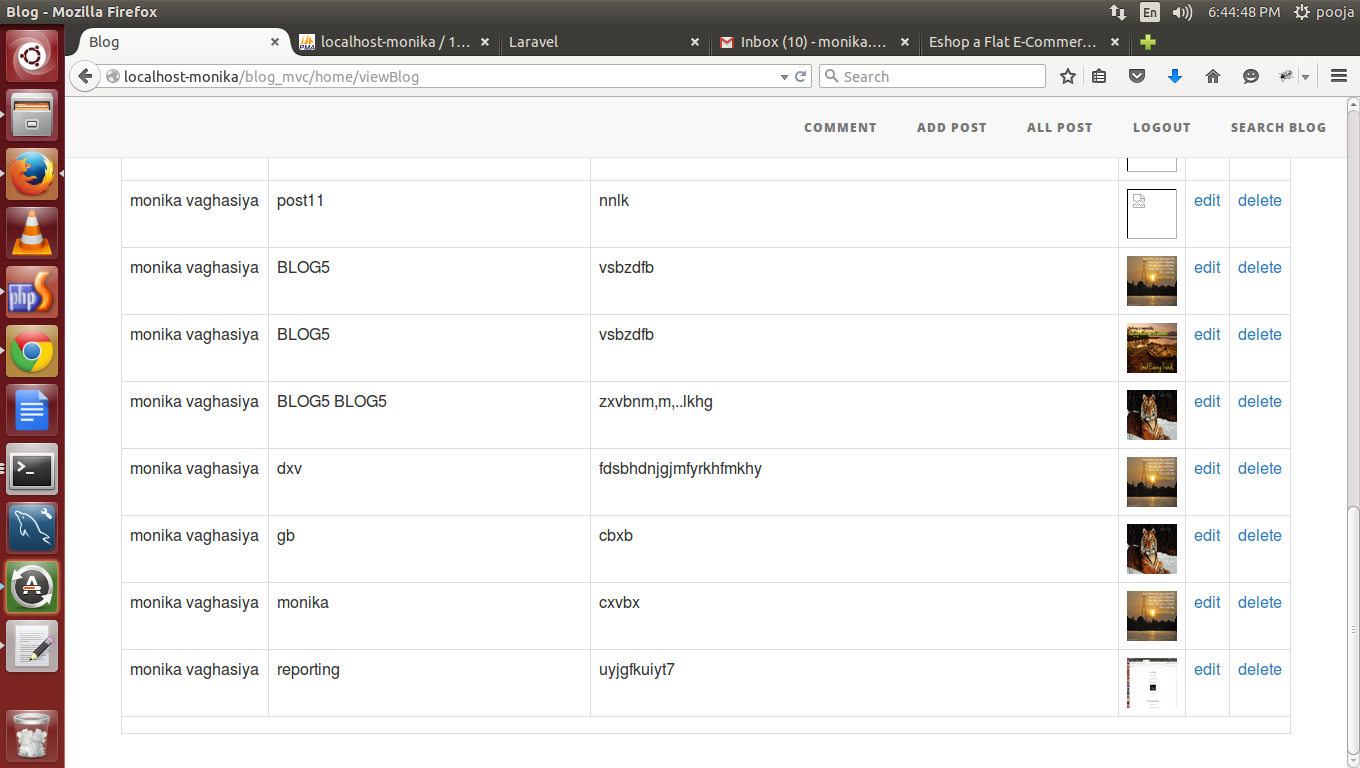 Blog - Mozilla Firefox En 6:44:48 PM pooja
Blog localhost-monika / 1... Laravel Inbox (10) - monika.... Eshop a Flat E-Commer...
localhost-monika/blog_mvc/home/viewBlog Search
COMMENT ADD POST ALL POST LOGOUT SEARCH BLOG
monika vaghasiya post11 nnlk edit delete
monika vaghasiya BLOG5 vsbzdfb edit delete
monika vaghasiya BLOG5 vsbzdfb edit delete
monika vaghasiya BLOG5 BLOG5 zxvbnm,m,..lkhg edit delete
monika vaghasiya dxv fdsbhdnjgjmfyrkhfmkhy edit delete
monika vaghasiya gb cbxb edit delete
monika vaghasiya monika cxvbx edit delete
monika vaghasiya reporting uyjgfkuiyt7 edit delete